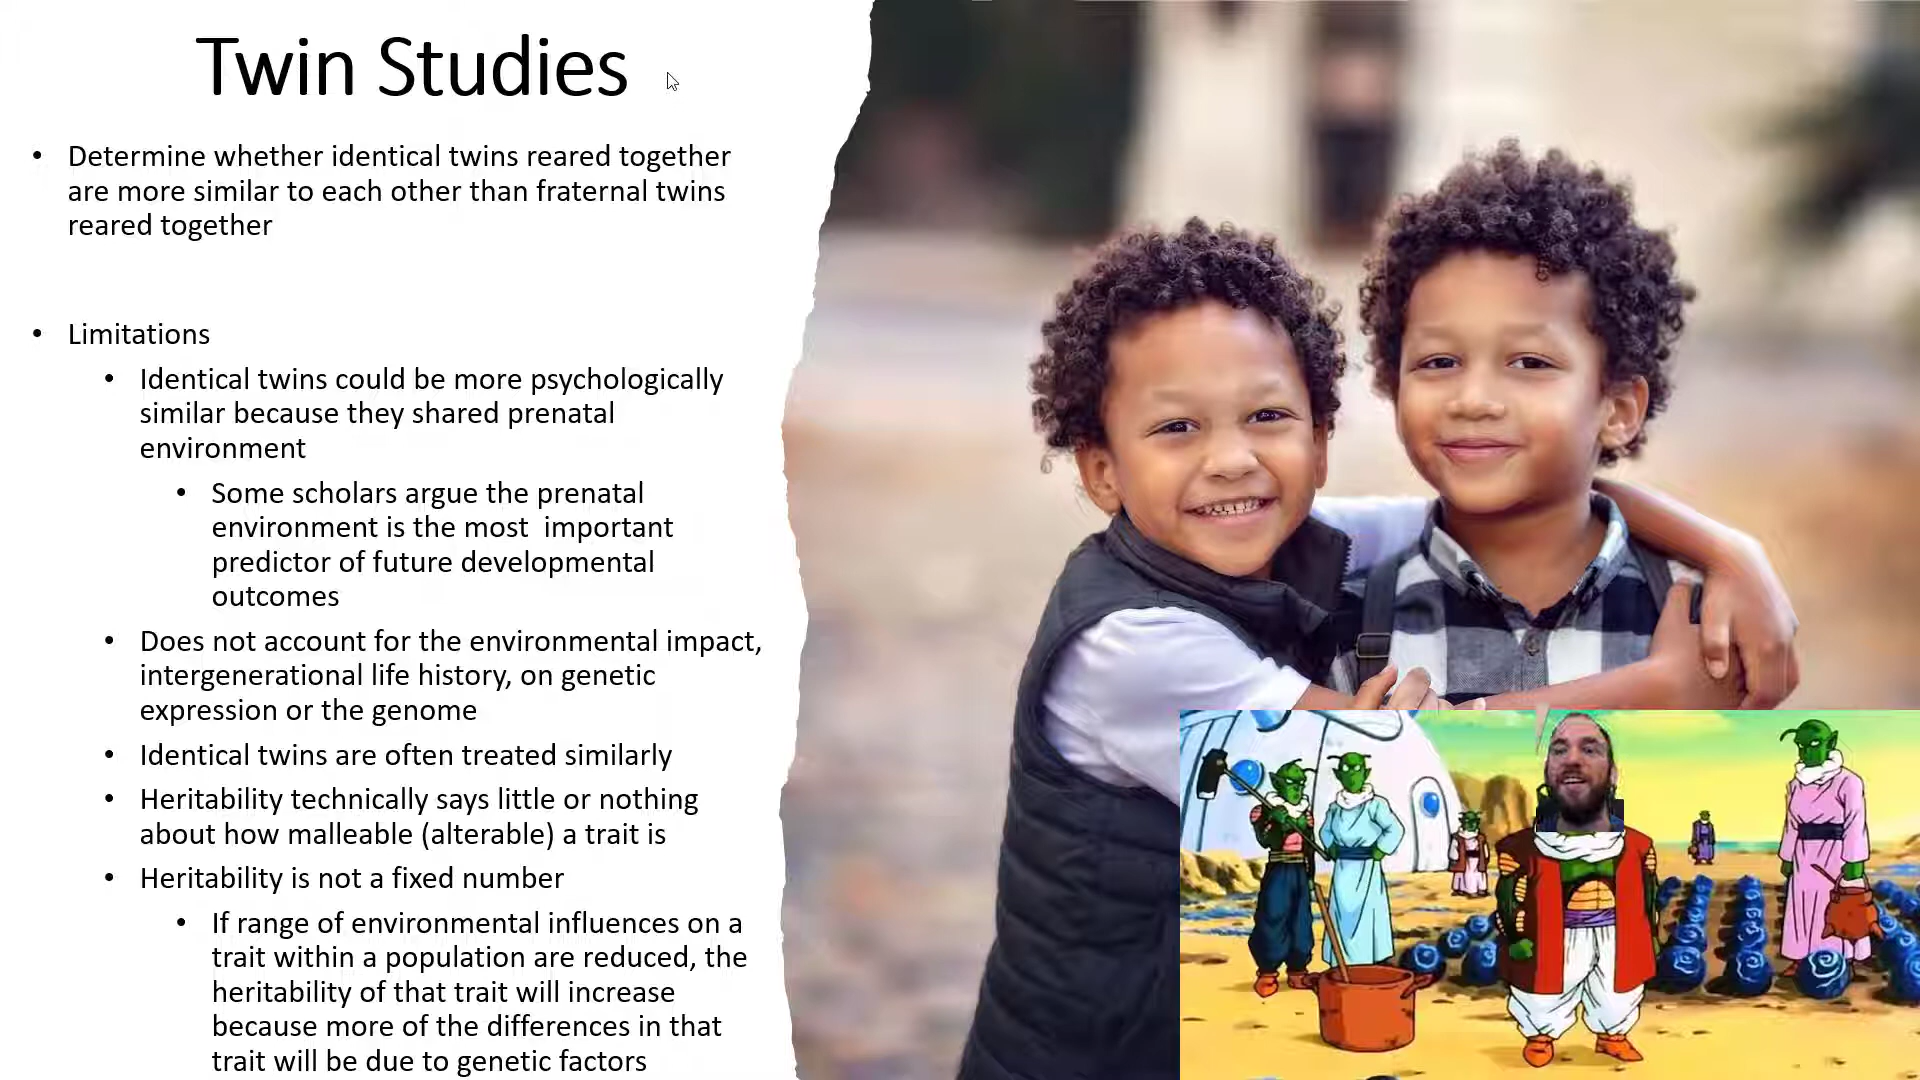 Twin Studies
• Determine whether identical twins reared together
are more similar to each other than fraternal twins
reared together
• Limitations
• Identical twins could be more psychologically
similar because they shared prenatal
environment
• Some scholars argue the prenatal
environment is the most  important
predictor of future developmental
outcomes
• Does not account for the environmental impact,
intergenerational life history, on genetic
expression or the genome
• Identical twins are often treated similarly
• Heritability technically says little or nothing
about how malleable (alterable) a trait is
• Heritability is not a fixed number
• If range of environmental influences on a
trait within a population are reduced, the
heritability of that trait will increase
because more of the differences in that
trait will be due to genetic factors